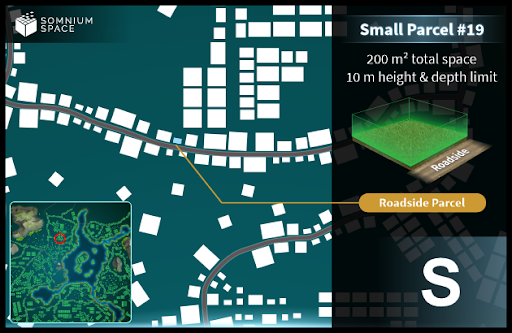 SOMNIUM
SPACE
Small Parcel #19
200 m² total space
10 m height & depth limit
Roadside
Roadside Parcel
S